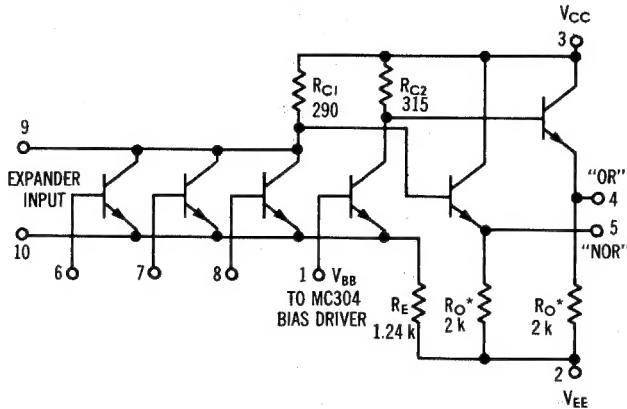 VCC
3
RC1
290
RC2
315
9
EXPANDER
INPUT
10
6
7
8
1
VBB
TO MC304
BIAS DRIVER
"OR"
4
5
"NOR"
RE
1.24 k
RO*
2 k
RO*
2 k
2
VEE